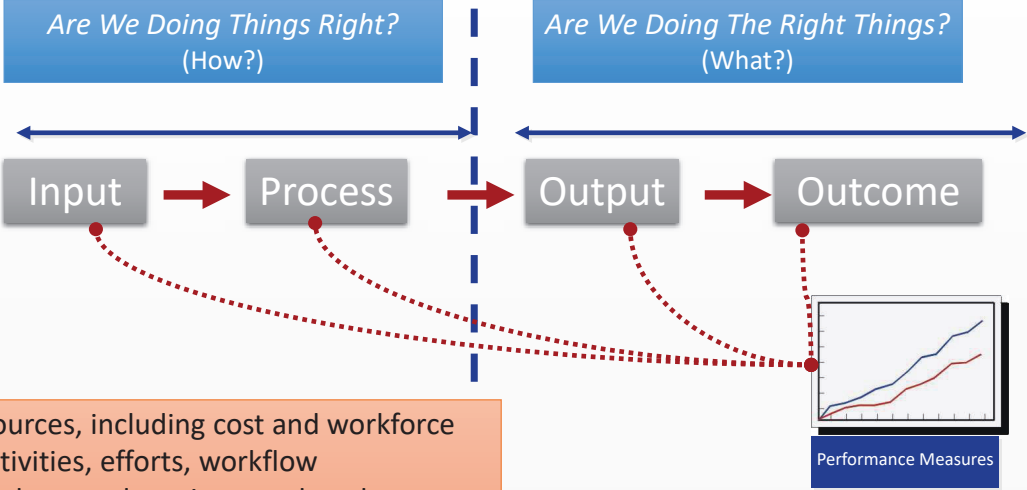 Are We Doing Things Right?
(How?)
Are We Doing The Right Things?
(What?)
Input
Process
Output
Outcome
ources, including cost and workforce
tivities, efforts, workflow
Performance Measures